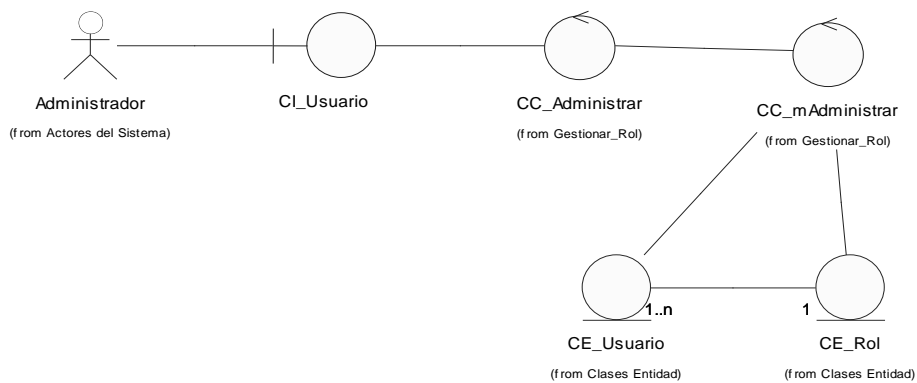 Administrador
(from Actores del Sistema)
CI_Usuario
CC_Administrar
(from Gestionar_Rol)
CC_mAdministrar
(from Gestionar_Rol)
1..n
1
CE_Usuario
(from Clases Entidad)
CE_Rol
(from Clases Entidad)